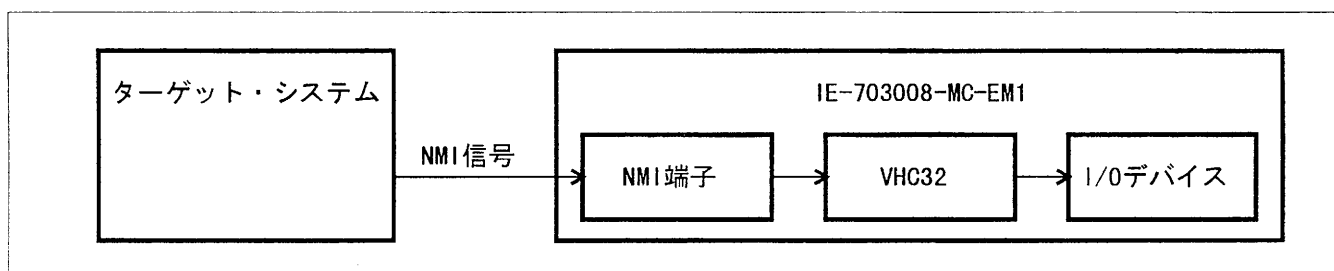 ターゲット・システム
IE-703008-MC-EM1
NMI信号
NMI端子
VHC32
I/Oデバイス